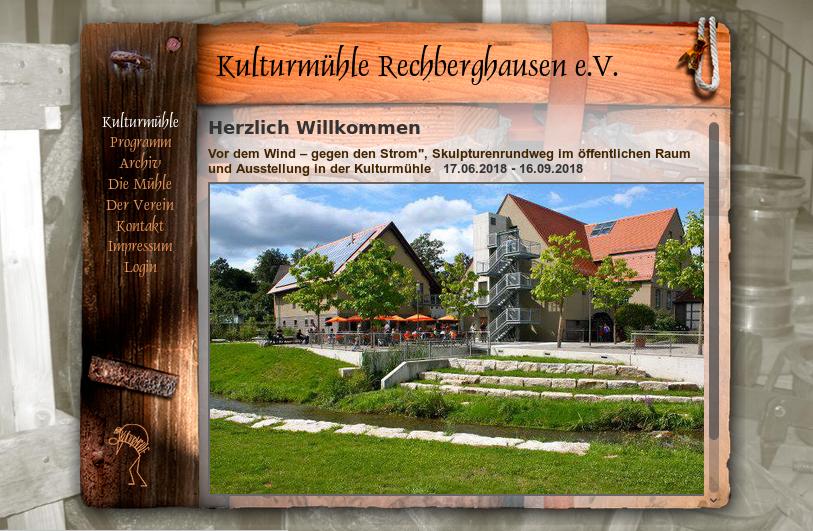 Kulturmühle Rechberghausen e.V.
Kulturmühle
Programm
Archiv
Die Mühle
Der Verein
Kontakt
Impressum
Login
Herzlich Willkommen
Vor dem Wind – gegen den Strom", Skulpturenrundweg im öffentlichen Raum
und Ausstellung in der Kulturmühle 17.06.2018 - 16.09.2018